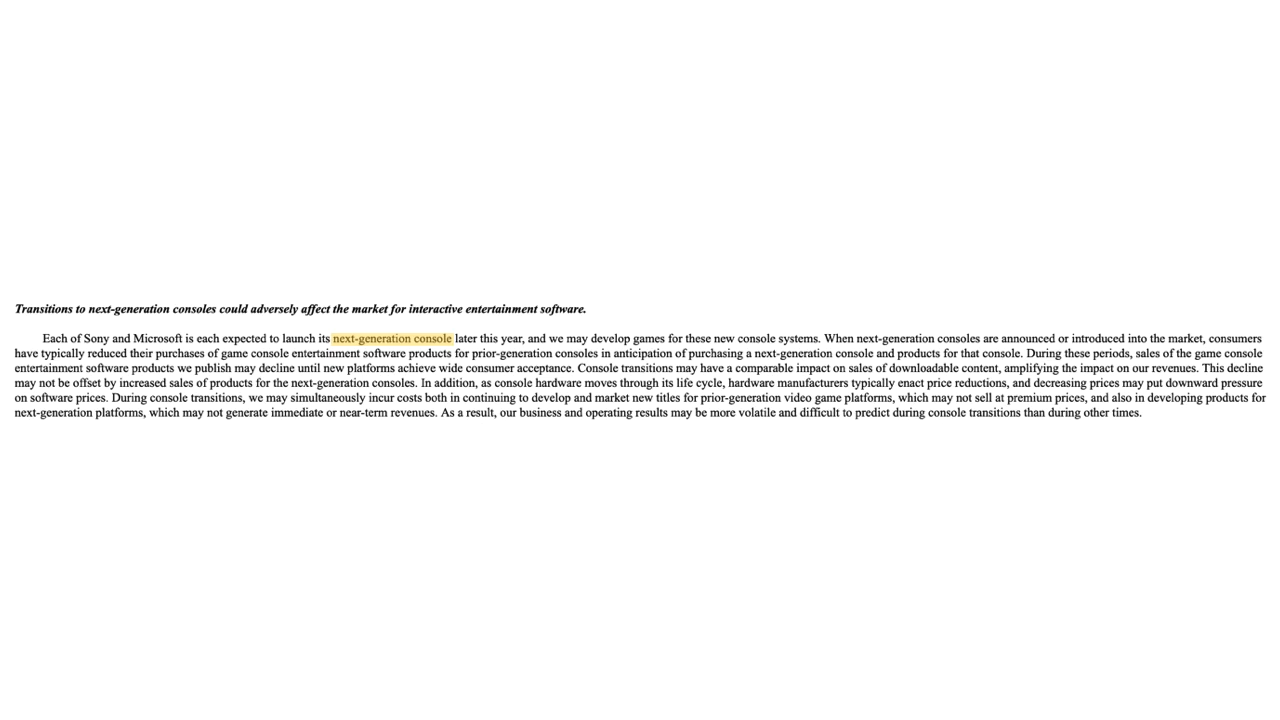 Transitions to next-generation consoles could adversely affect the market for interactive entertainment software.
Each of Sony and Microsoft is each expected to launch its next-generation console later this year, and we may develop games for these new console systems. When next-generation consoles are announced or introduced into the market, consumers
have typically reduced their purchases of game console entertainment software products for prior-generation consoles in anticipation of purchasing a next-generation console and products for that console. During these periods, sales of the game console
entertainment software products we publish may decline until new platforms achieve wide consumer acceptance. Console transitions may have a comparable impact on sales of downloadable content, amplifying the impact on our revenues. This decline
may not be offset by increased sales of products for the next-generation consoles. In addition, as console hardware moves through its life cycle, hardware manufacturers typically enact price reductions, and decreasing prices may put downward pressure
on software prices. During console transitions, we may simultaneously incur costs both in continuing to develop and market new titles for prior-generation video game platforms, which may not sell at premium prices, and also in developing products for
next-generation platforms, which may not generate immediate or near-term revenues. As a result, our business and operating results may be more volatile and difficult to predict during console transitions than during other times.